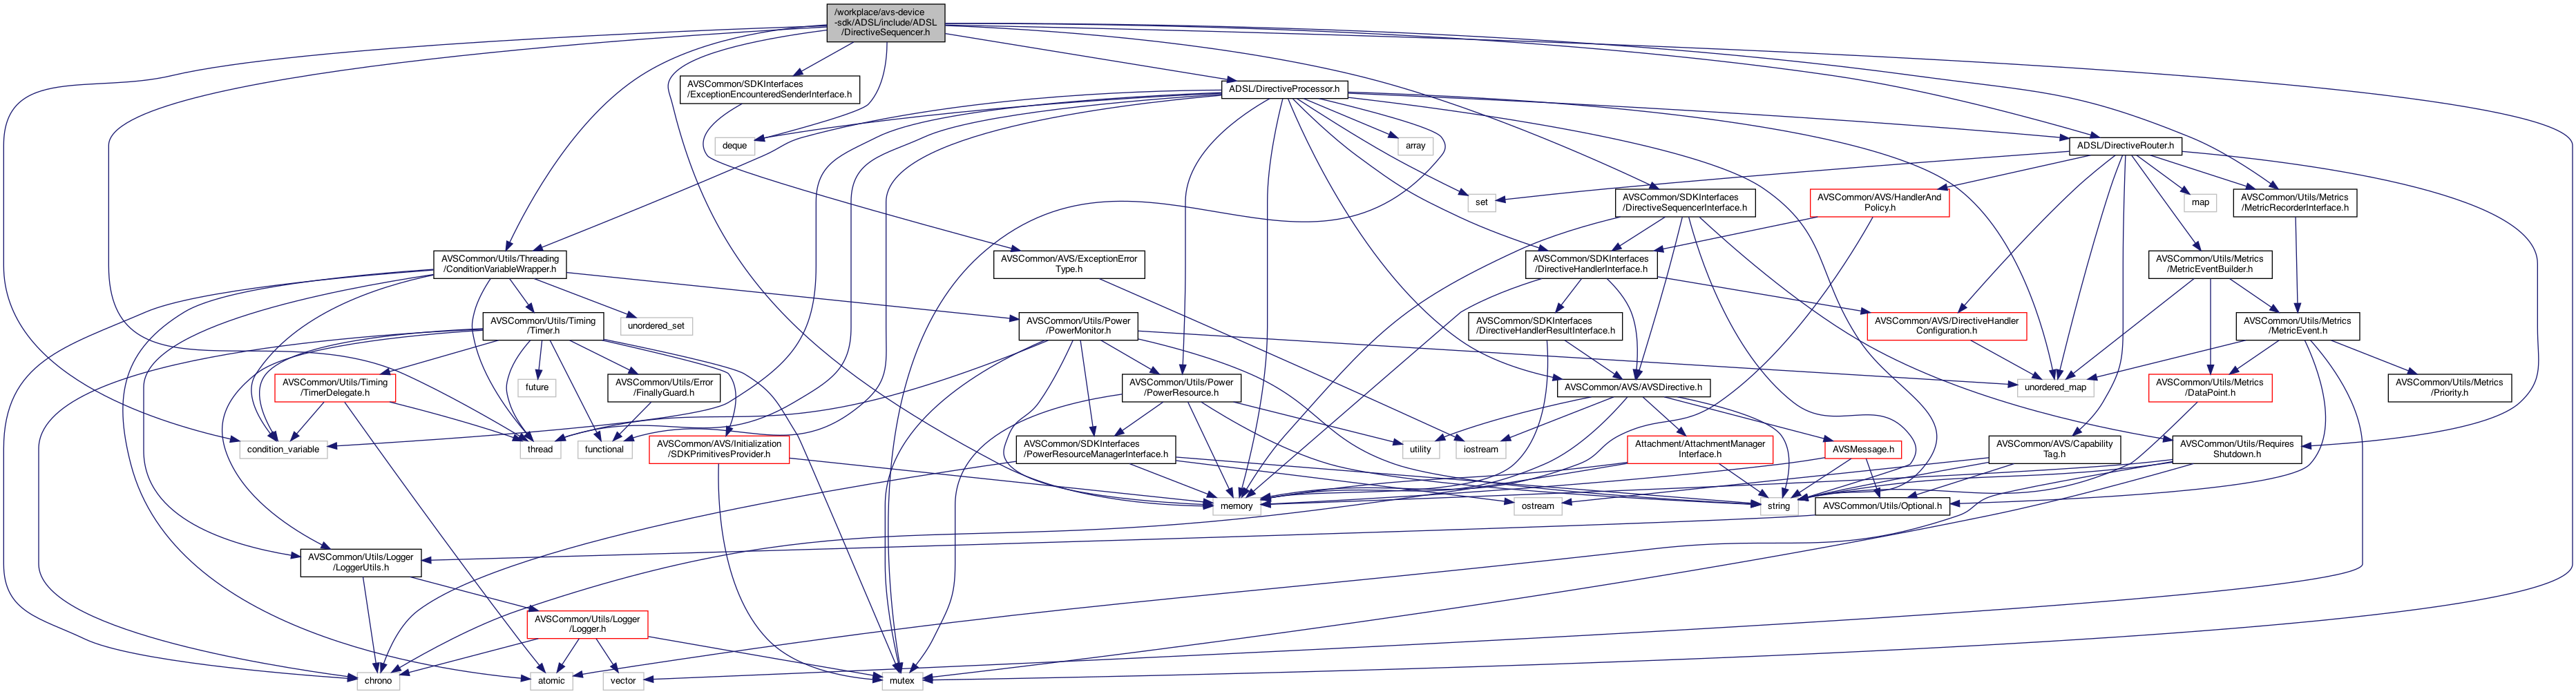 /workplace/avs-device
-sdk/ADSL/include/ADSL
/DirectiveSequencer.h
AVSCommon/SDKInterfaces
/ExceptionEncounteredSenderInterface.h
ADSL/DirectiveProcessor.h
deque
array
ADSL/DirectiveRouter.h
set
AVSCommon/SDKInterfaces
/DirectiveSequencerInterface.h
AVSCommon/AVS/HandlerAnd
Policy.h
map
AVSCommon/Utils/Metrics
/MetricRecorderInterface.h
AVSCommon/Utils/Threading
/ConditionVariableWrapper.h
AVSCommon/AVS/ExceptionError
Type.h
AVSCommon/SDKInterfaces
/DirectiveHandlerInterface.h
AVSCommon/Utils/Metrics
/MetricEventBuilder.h
AVSCommon/Utils/Timing
/Timer.h
unordered_set
AVSCommon/Utils/Power
/PowerMonitor.h
AVSCommon/SDKInterfaces
/DirectiveHandlerResultInterface.h
AVSCommon/AVS/DirectiveHandler
Configuration.h
AVSCommon/Utils/Metrics
/MetricEvent.h
AVSCommon/Utils/Timing
/TimerDelegate.h
future
AVSCommon/Utils/Error
/FinallyGuard.h
AVSCommon/Utils/Power
/PowerResource.h
AVSCommon/AVS/AVSDirective.h
unordered_map
AVSCommon/Utils/Metrics
/DataPoint.h
AVSCommon/Utils/Metrics
/Priority.h
condition_variable
thread
functional
AVSCommon/AVS/Initialization
/SDKPrimitivesProvider.h
AVSCommon/SDKInterfaces
/PowerResourceManagerInterface.h
utility
iostream
Attachment/AttachmentManager
Interface.h
AVSMessage.h
AVSCommon/AVS/Capability
Tag.h
AVSCommon/Utils/Requires
Shutdown.h
memory
ostream
string
AVSCommon/Utils/Optional.h
AVSCommon/Utils/Logger
/LoggerUtils.h
AVSCommon/Utils/Logger
/Logger.h
chrono
atomic
vector
mutex